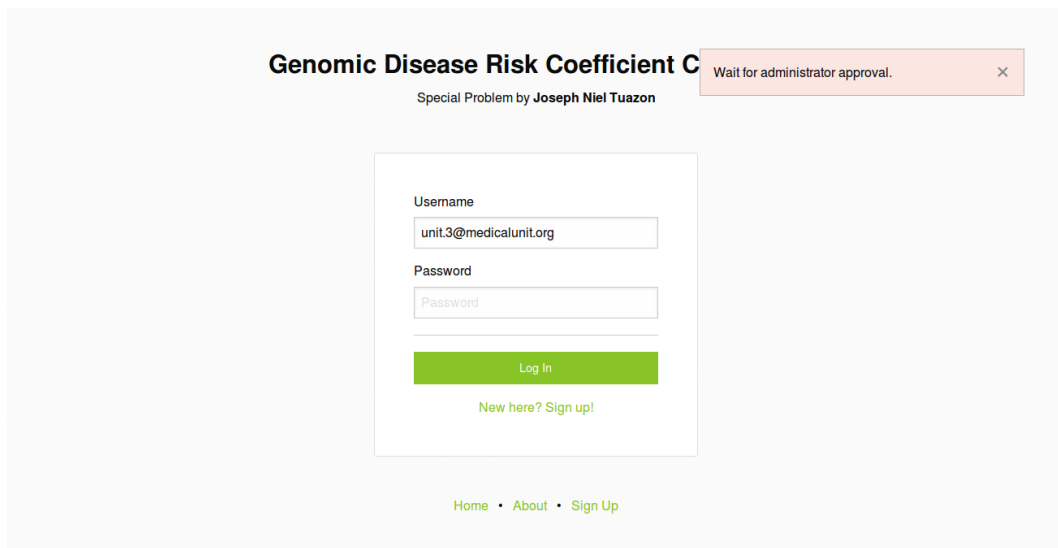 Genomic Disease Risk Coefficient C
Wait for administrator approval. ×
Special Problem by Joseph Niel Tuazon
Username
unit.3@medicalunit.org
Password
Password
Log In
New here? Sign up!
Home • About • Sign Up